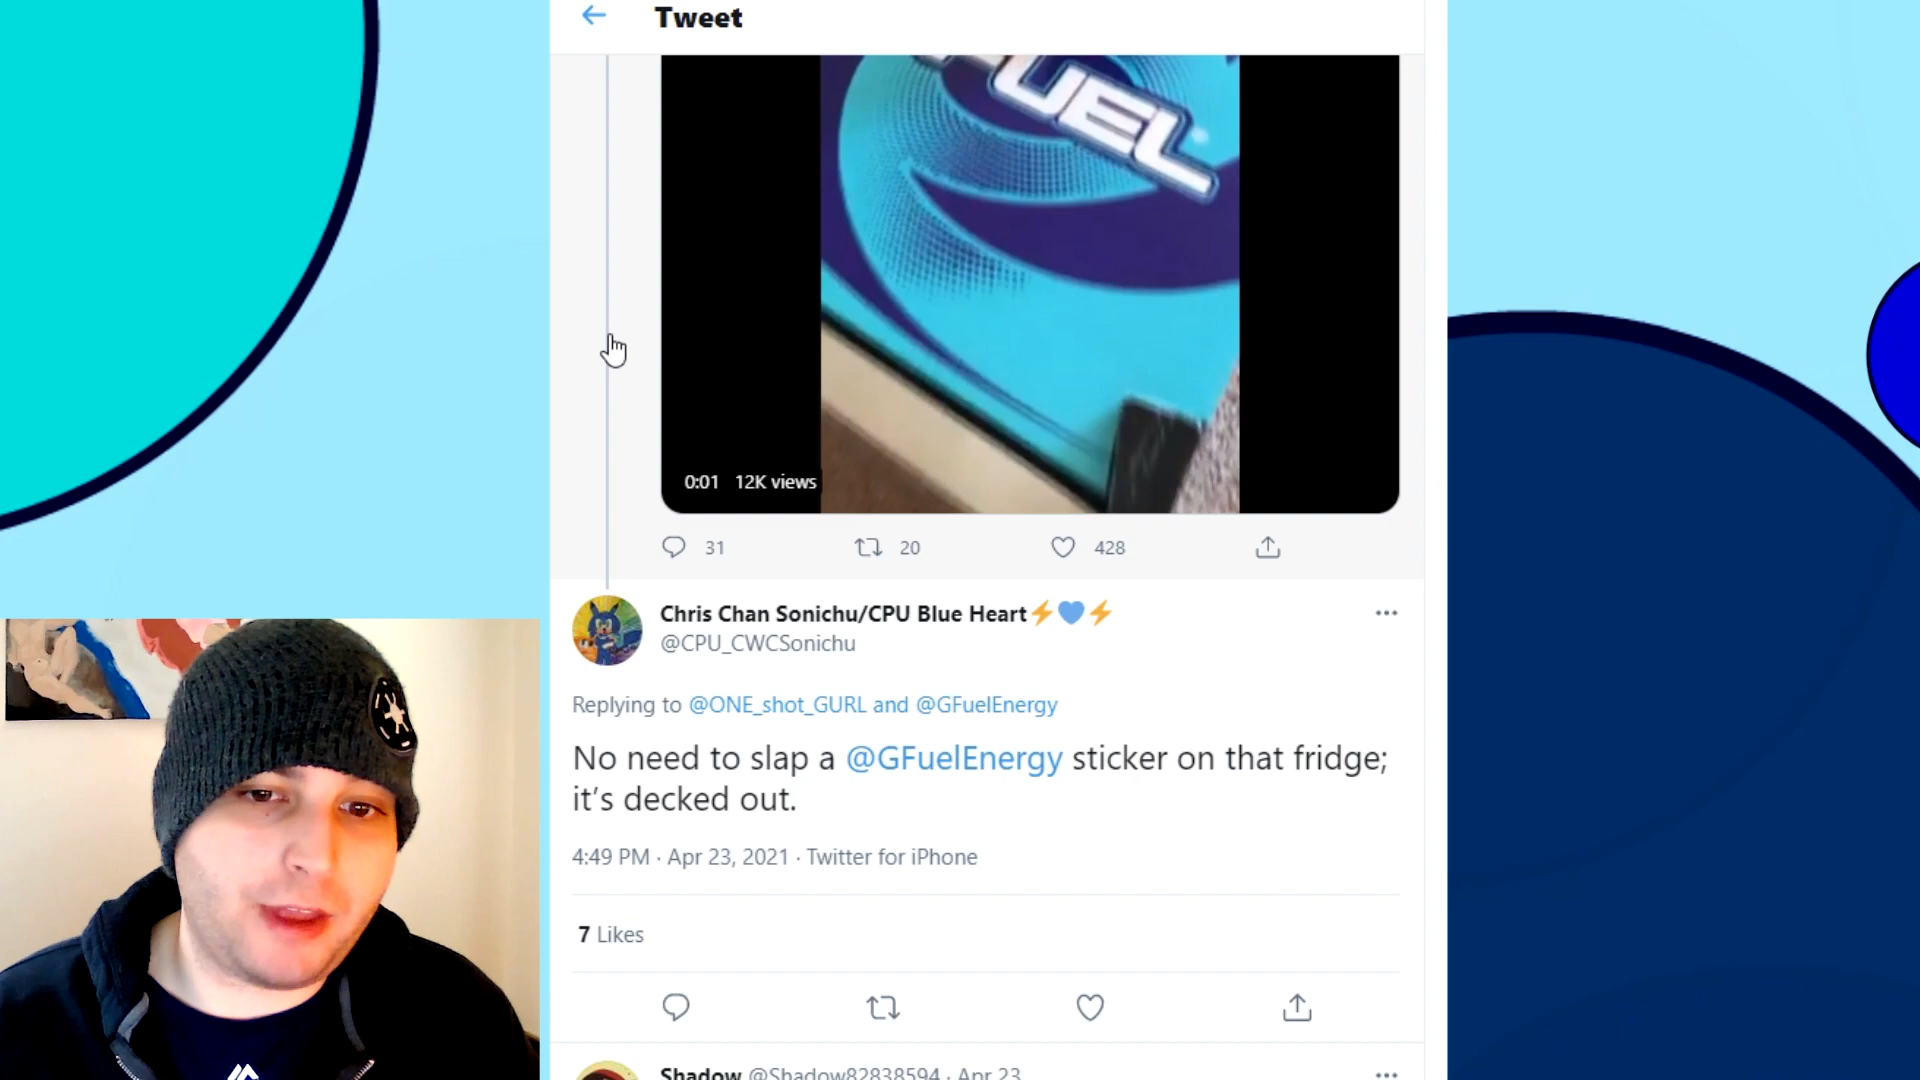 Tweet
FUEL
0:01 12K views
31 20 428
Chris Chan Sonichu/CPU Blue Heart⚡💙⚡
@CPU_CWCSonichu
Replying to @ONE_shot_GURL and @GFuelEnergy
No need to slap a @GFuelEnergy sticker on that fridge;
it’s decked out.
4:49 PM · Apr 23, 2021 · Twitter for iPhone
7 Likes
Shadow @Shadow82838594 · Apr 23